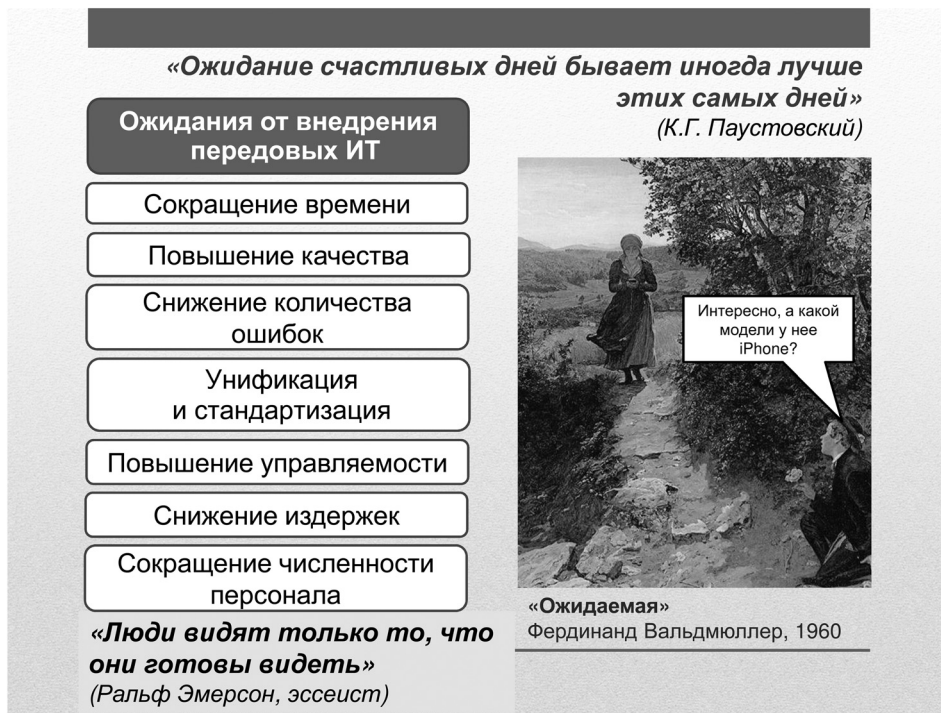 «Ожидание счастливых дней бывает иногда лучше
этих самых дней»
(К.Г. Паустовский)
Ожидания от внедрения
передовых ИТ
Сокращение времени
Повышение качества
Снижение количества
ошибок
Унификация
и стандартизация
Повышение управляемости
Снижение издержек
Сокращение численности
персонала
«Люди видят только то, что
они готовы видеть»
(Ральф Эмерсон, эссеист)
Интересно, а какой
модели у нее
iPhone?
«Ожидаемая»
Фердинанд Вальдмюллер, 1960